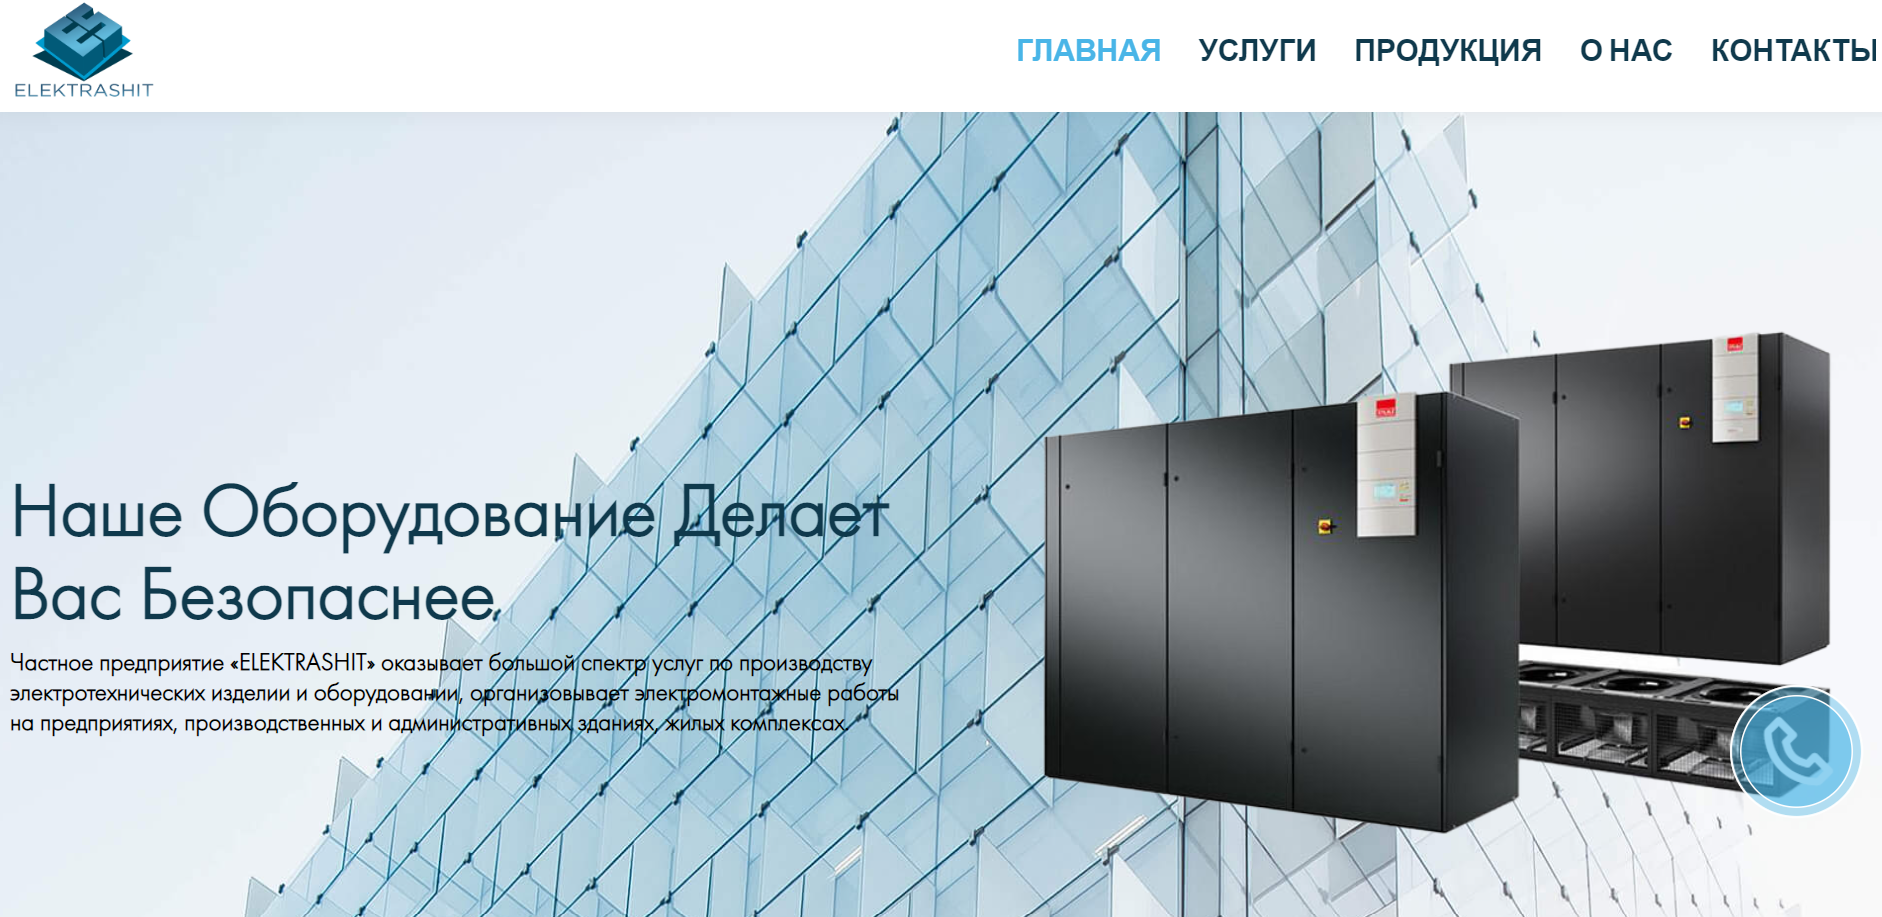 ELEKTRASHIT
ГЛАВНАЯ УСЛУГИ ПРОДУКЦИЯ О НАС КОНТАКТЫ
Наше Оборудование Делает
Вас Безопаснее
Частное предприятие «ELEKTRASHIT» оказывает большой спектр услуг по производству
электротехнических изделии и оборудовании, организовывает электромонтажные работы
на предприятиях, производственных и административных зданиях, жилых комплексах.